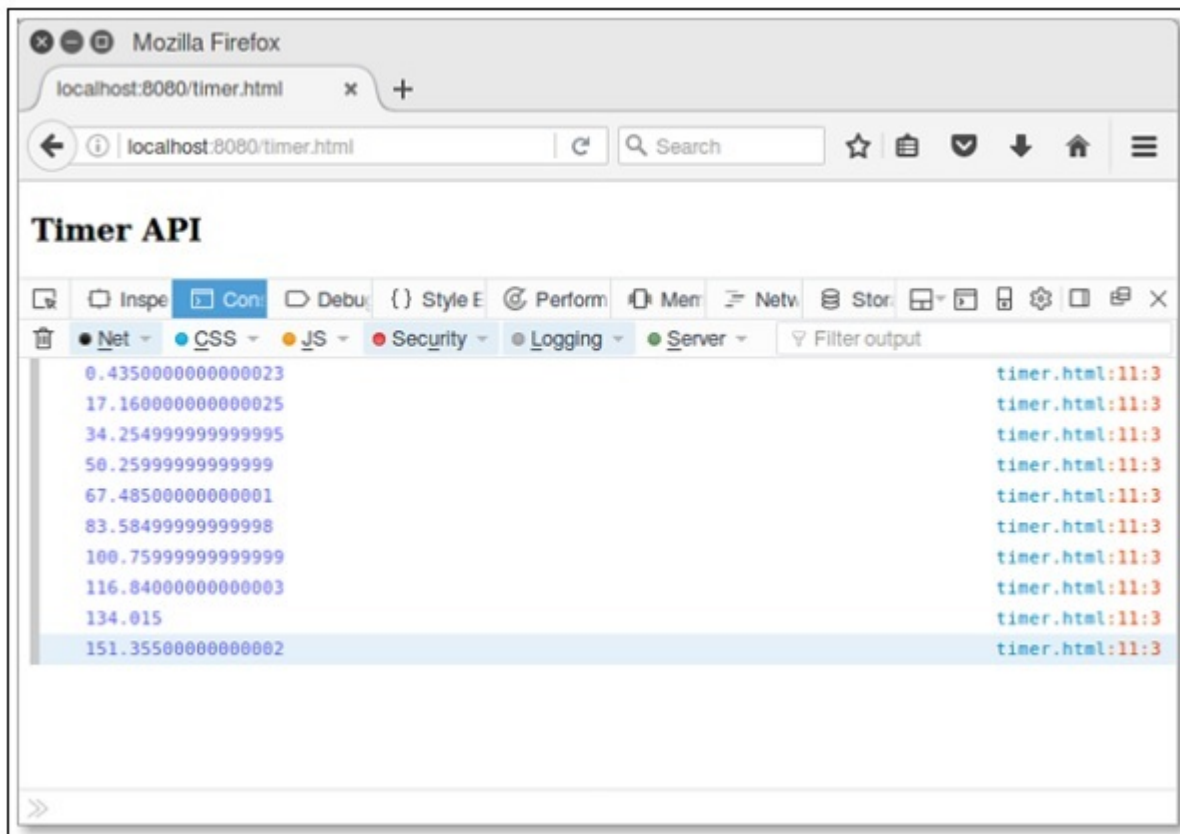 Mozilla Firefox
localhost:8080/timer.html
localhost:8080/timer.html Search
Timer API
Inspe Con Debu {} Style E Perform Mem Netw Stor
Net CSS JS Security Logging Server Filter output
0.4350000000000023 timer.html:11:3
17.160000000000025 timer.html:11:3
34.254999999999995 timer.html:11:3
50.25999999999999 timer.html:11:3
67.48500000000001 timer.html:11:3
83.58499999999998 timer.html:11:3
100.75999999999999 timer.html:11:3
116.84000000000003 timer.html:11:3
134.015 timer.html:11:3
151.35500000000002 timer.html:11:3